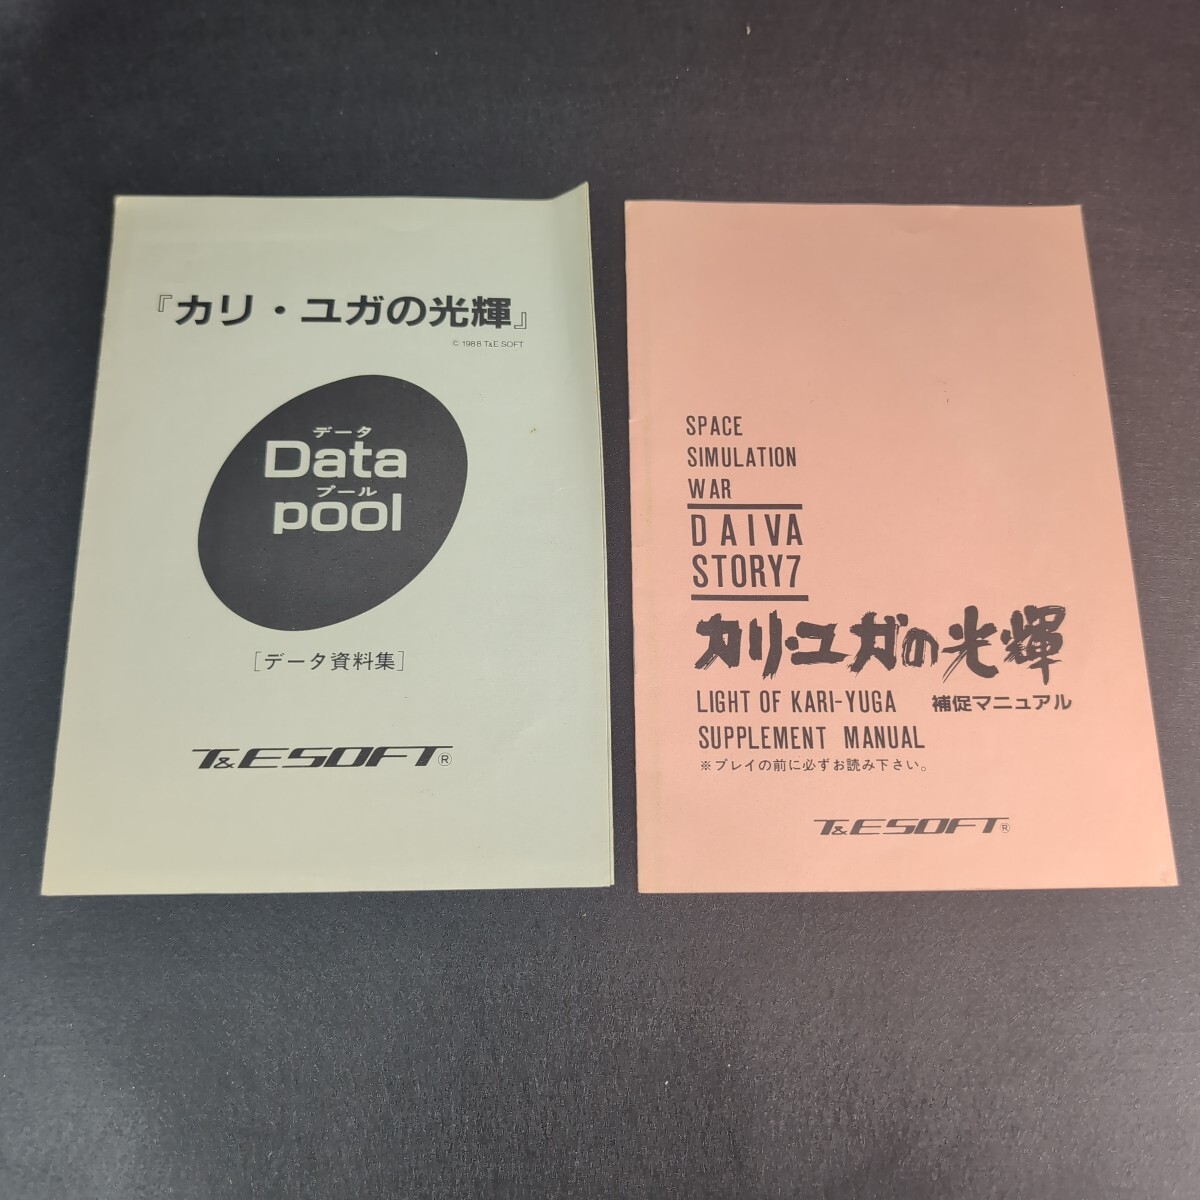 『カリ・ユガの光輝』
© 1988 T&E SOFT
データ
Data
プール
pool
［データ資料集］
T&ESOFT®
SPACE
SIMULATION
WAR
DAIVA
STORY7
カリ・ユガの光輝
LIGHT OF KARI-YUGA 補促マニュアル
SUPPLEMENT MANUAL
※プレイの前に必ずお読み下さい。
T&ESOFT®